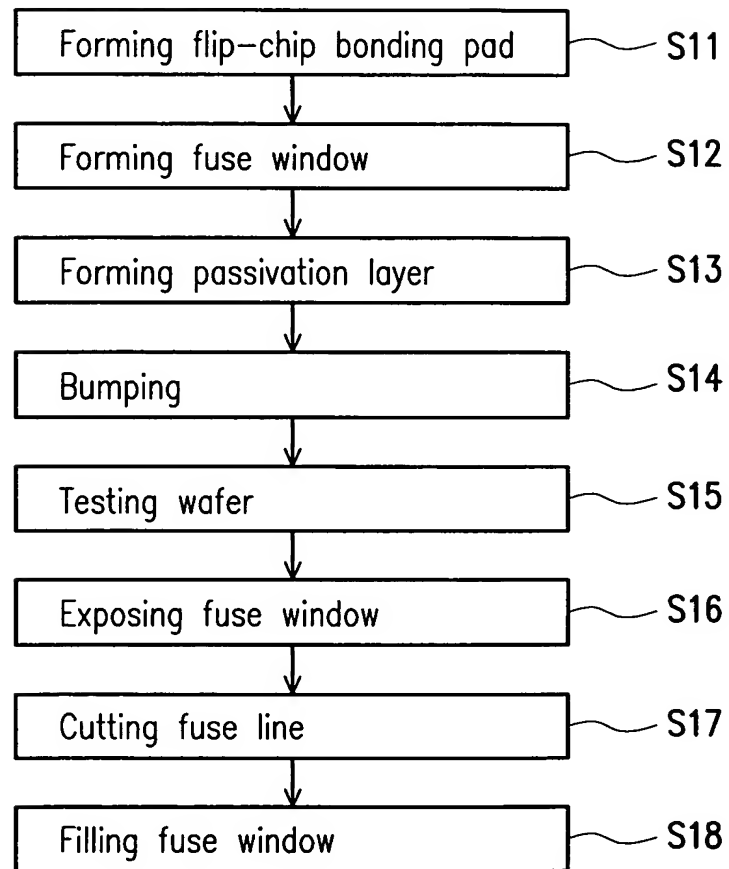 Forming flip-chip bonding pad S11
Forming fuse window S12
Forming passivation layer S13
Bumping S14
Testing wafer S15
Exposing fuse window S16
Cutting fuse line S17
Filling fuse window S18